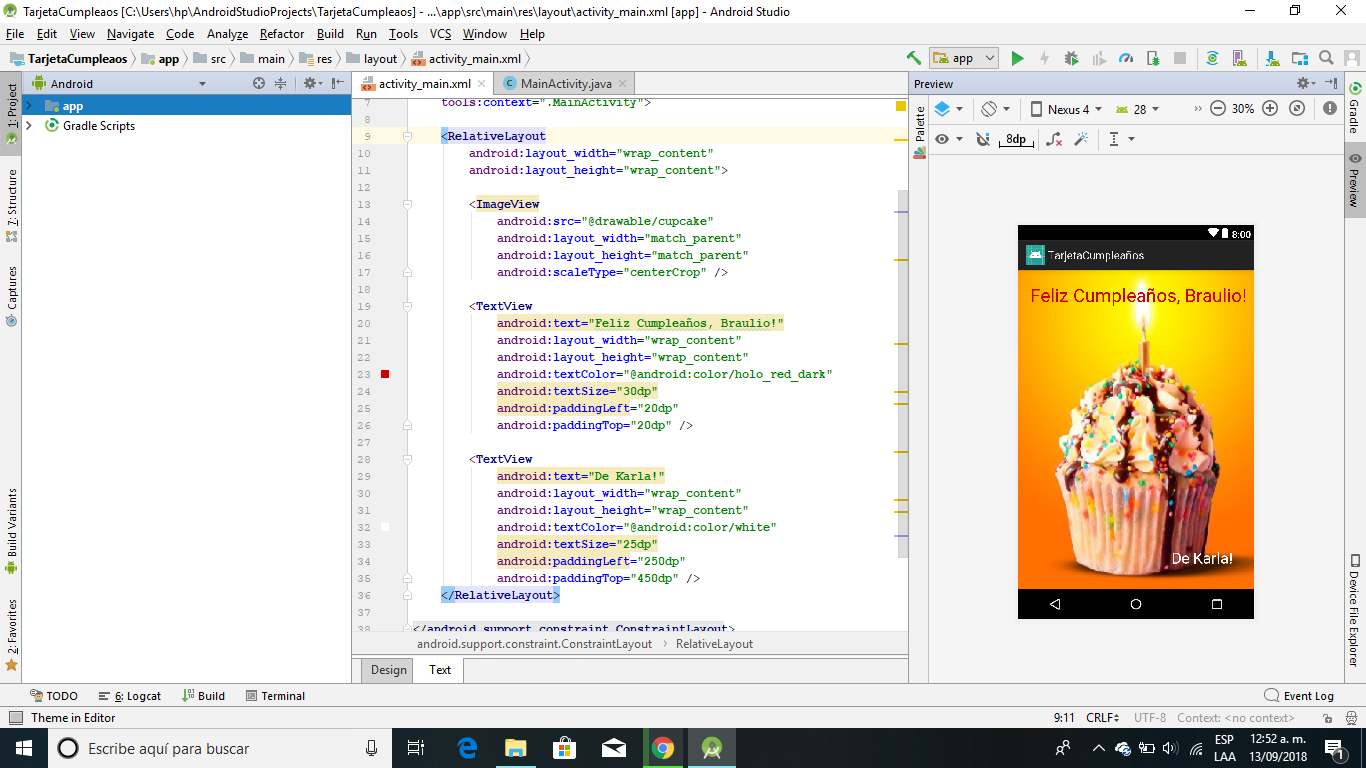 TarjetaCumpleaos [C:\Users\hp\AndroidStudioProjects\TarjetaCumpleaos] - ...\app\src\main\res\layout\activity_main.xml [app] - Android Studio
File Edit View Navigate Code Analyze Refactor Build Run Tools VCS Window Help
TarjetaCumpleaos app src main res layout activity_main.xml app
1: Project
7: Structure
Captures
Build Variants
2: Favorites
Android
app
Gradle Scripts
activity_main.xml MainActivity.java
7 tools:context=".MainActivity">
8
9 <RelativeLayout
10 android:layout_width="wrap_content"
11 android:layout_height="wrap_content">
12
13 <ImageView
14 android:src="@drawable/cupcake"
15 android:layout_width="match_parent"
16 android:layout_height="match_parent"
17 android:scaleType="centerCrop" />
18
19 <TextView
20 android:text="Feliz Cumpleaños, Braulio!"
21 android:layout_width="wrap_content"
22 android:layout_height="wrap_content"
23 android:textColor="@android:color/holo_red_dark"
24 android:textSize="30dp"
25 android:paddingLeft="20dp"
26 android:paddingTop="20dp" />
27
28 <TextView
29 android:text="De Karla!"
30 android:layout_width="wrap_content"
31 android:layout_height="wrap_content"
32 android:textColor="@android:color/white"
33 android:textSize="25dp"
34 android:paddingLeft="250dp"
35 android:paddingTop="450dp" />
36 </RelativeLayout>
37
38 </android.support.constraint.ConstraintLayout>
android.support.constraint.ConstraintLayout RelativeLayout
Design Text
Preview
Palette
Nexus 4 28 30%
8dp
8:00
TarjetaCumpleaños
Feliz Cumpleaños, Braulio!
De Karla!
Gradle
Preview
Device File Explorer
TODO 6: Logcat Build Terminal Event Log
Theme in Editor 9:11 CRLF UTF-8 Context: <no context>
Escribe aquí para buscar
ESP
LAA
12:52 a. m.
13/09/2018
1